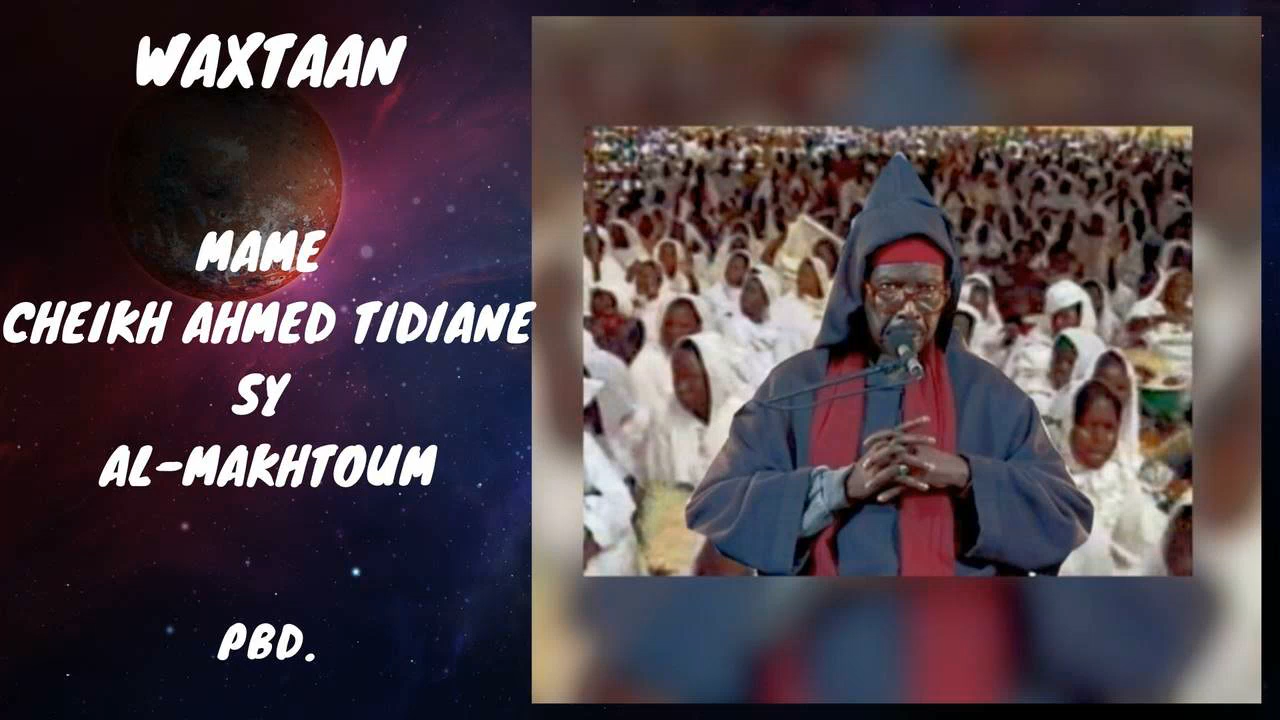 WAXTAAN
MAME
CHEIKH AHMED TIDIANE
SY
AL-MAKHTOUM
PBD.